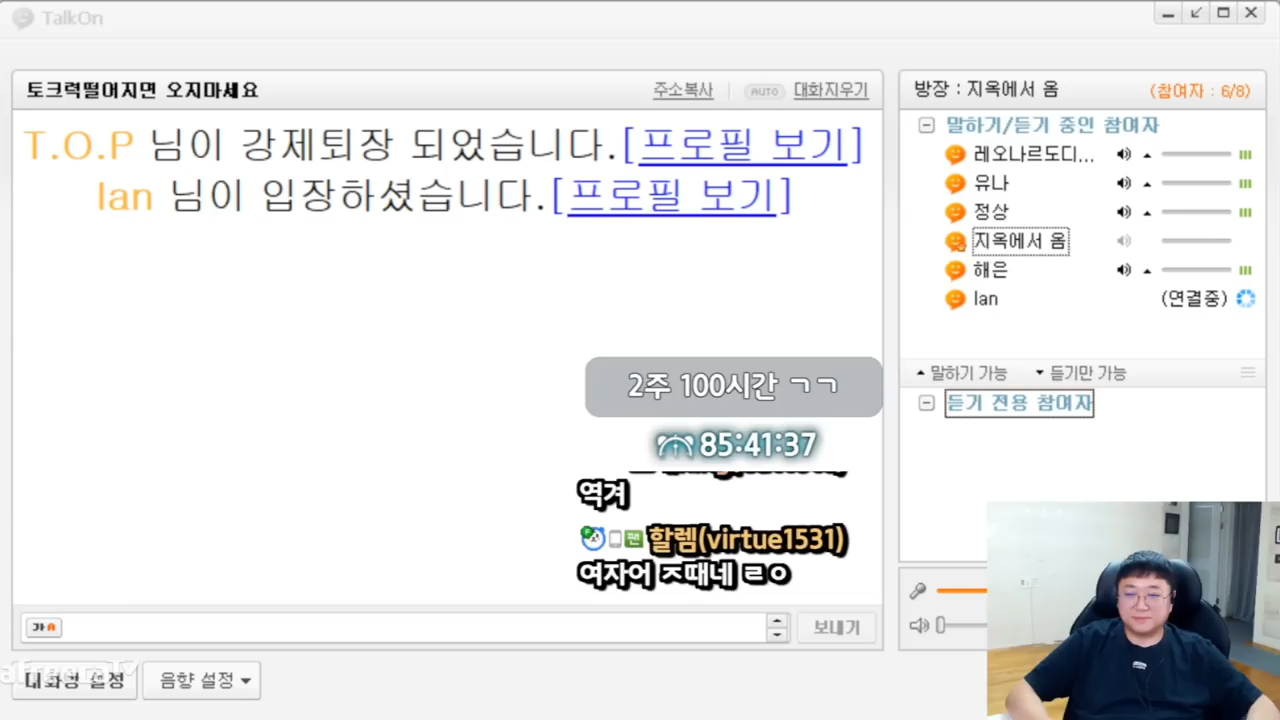 TalkOn
토크력떨어지면 오지마세요
주소복사
AUTO
대화지우기
T.O.P 님이 강제퇴장 되었습니다.[프로필 보기]
Ian 님이 입장하셨습니다.[프로필 보기]
2주 100시간 ㄱㄱ
85:41:37
역겨
팬 할렘(virtue1531)
여자어 ㅈ때네 ㄹㅇ
가가
보내기
대화명 설정
음향 설정
afreecaTV
방장 : 지옥에서 옴
(참여자 : 6/8)
말하기/듣기 중인 참여자
레오나르도디...
유나
정상
지옥에서 옴
해은
Ian
(연결중)
말하기 가능
듣기만 가능
듣기 전용 참여자